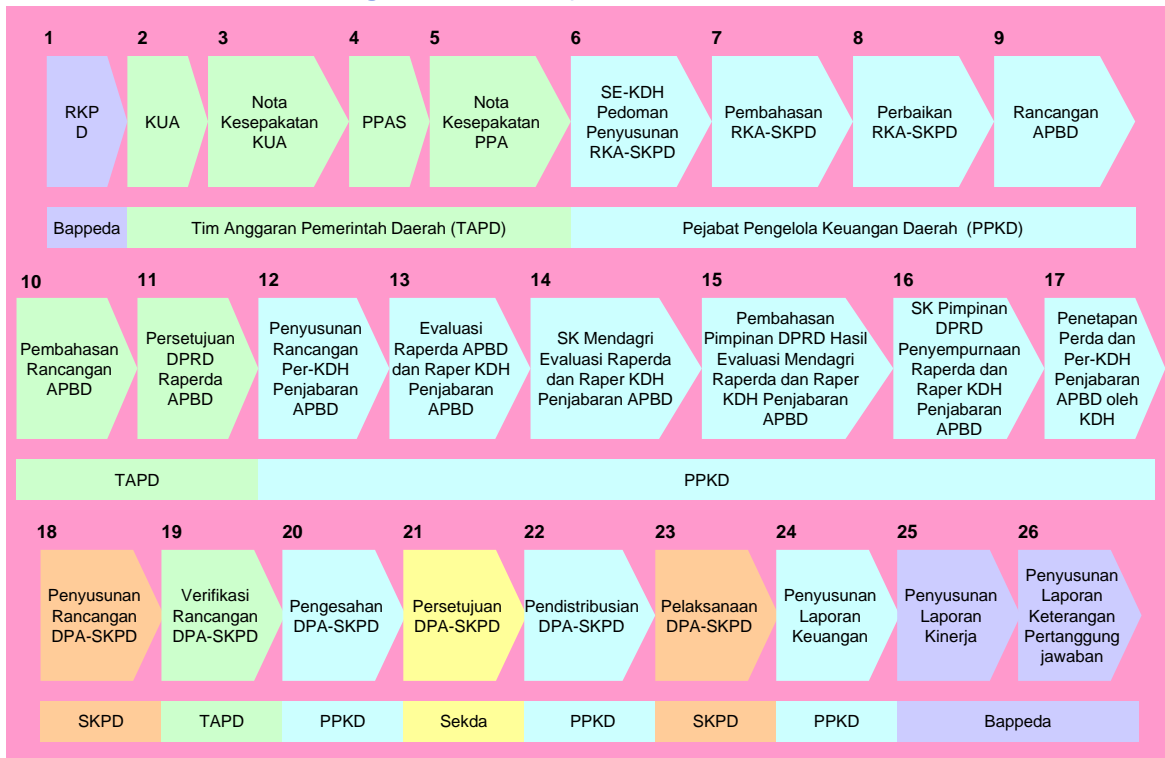 1 2 3 4 5 6 7 8 9
RKP
D
KUA
Nota
Kesepakatan
KUA
PPAS
Nota
Kesepakatan
PPA
SE-KDH
Pedoman
Penyusunan
RKA-SKPD
Pembahasan
RKA-SKPD
Perbaikan
RKA-SKPD
Rancangan
APBD
Bappeda
Tim Anggaran Pemerintah Daerah (TAPD)
Pejabat Pengelola Keuangan Daerah (PPKD)
10 11 12 13 14 15 16 17
Pembahasan
Rancangan
APBD
Persetujuan
DPRD
Raperda
APBD
Penyusunan
Rancangan
Per-KDH
Penjabaran
APBD
Evaluasi
Raperda APBD
dan Raper KDH
Penjabaran
APBD
SK Mendagri
Evaluasi Raperda
dan Raper KDH
Penjabaran APBD
Pembahasan
Pimpinan DPRD Hasil
Evaluasi Mendagri
Raperda dan Raper
KDH Penjabaran
APBD
SK Pimpinan
DPRD
Penyempurnaan
Raperda dan
Raper KDH
Penjabaran
APBD
Penetapan
Perda dan
Per-KDH
Penjabaran
APBD oleh
KDH
TAPD
PPKD
18 19 20 21 22 23 24 25 26
Penyusunan
Rancangan
DPA-SKPD
Verifikasi
Rancangan
DPA-SKPD
Pengesahan
DPA-SKPD
Persetujuan
DPA-SKPD
Pendistribusian
DPA-SKPD
Pelaksanaan
DPA-SKPD
Penyusunan
Laporan
Keuangan
Penyusunan
Laporan
Kinerja
Penyusunan
Laporan
Keterangan
Pertanggung
jawaban
SKPD
TAPD
PPKD
Sekda
PPKD
SKPD
PPKD
Bappeda